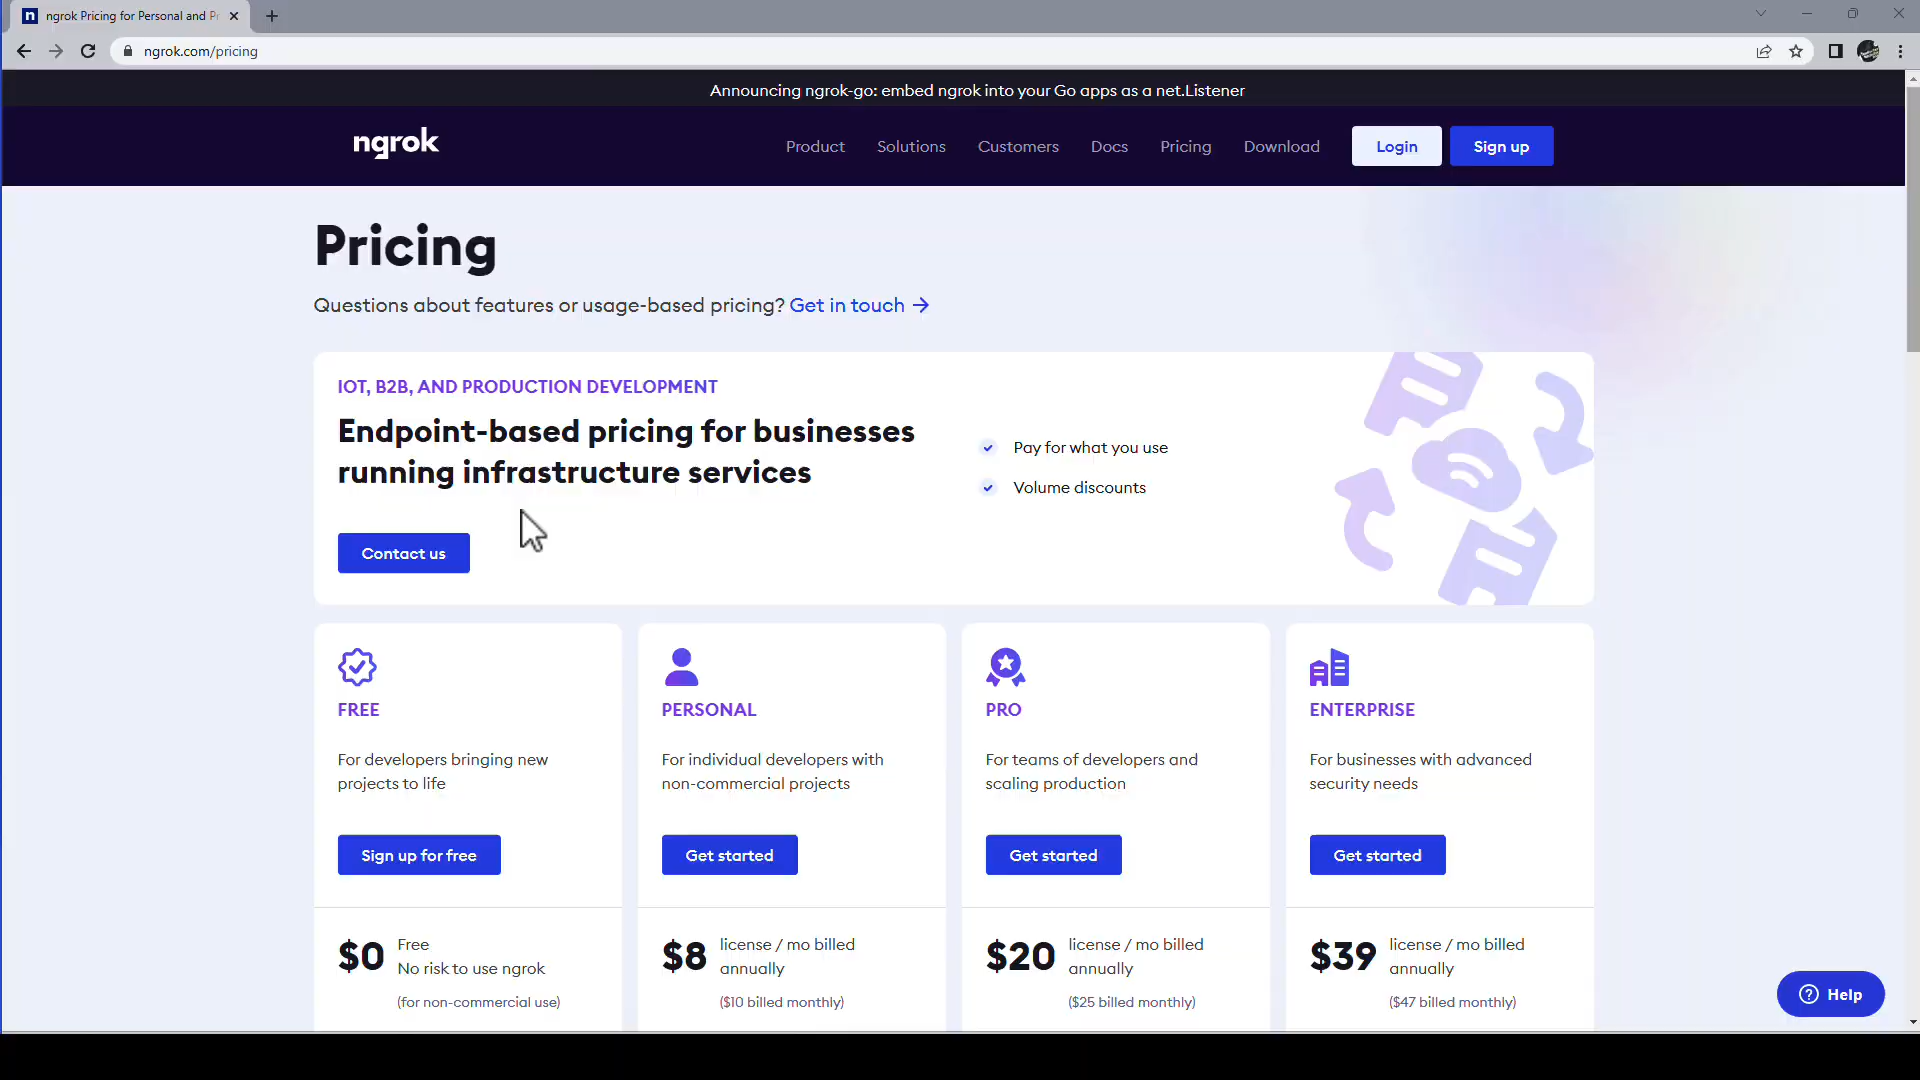 ngrok Pricing for Personal and Pr
ngrok.com/pricing
Announcing ngrok-go: embed ngrok into your Go apps as a net.Listener
ngrok
Product
Solutions
Customers
Docs
Pricing
Download
Login
Sign up
Pricing
Questions about features or usage-based pricing? Get in touch →
IOT, B2B, AND PRODUCTION DEVELOPMENT
Endpoint-based pricing for businesses
running infrastructure services
Contact us
Pay for what you use
Volume discounts
FREE
For developers bringing new
projects to life
Sign up for free
$0
Free
No risk to use ngrok
(for non-commercial use)
PERSONAL
For individual developers with
non-commercial projects
Get started
$8
license / mo billed
annually
($10 billed monthly)
PRO
For teams of developers and
scaling production
Get started
$20
license / mo billed
annually
($25 billed monthly)
ENTERPRISE
For businesses with advanced
security needs
Get started
$39
license / mo billed
annually
($47 billed monthly)
Help